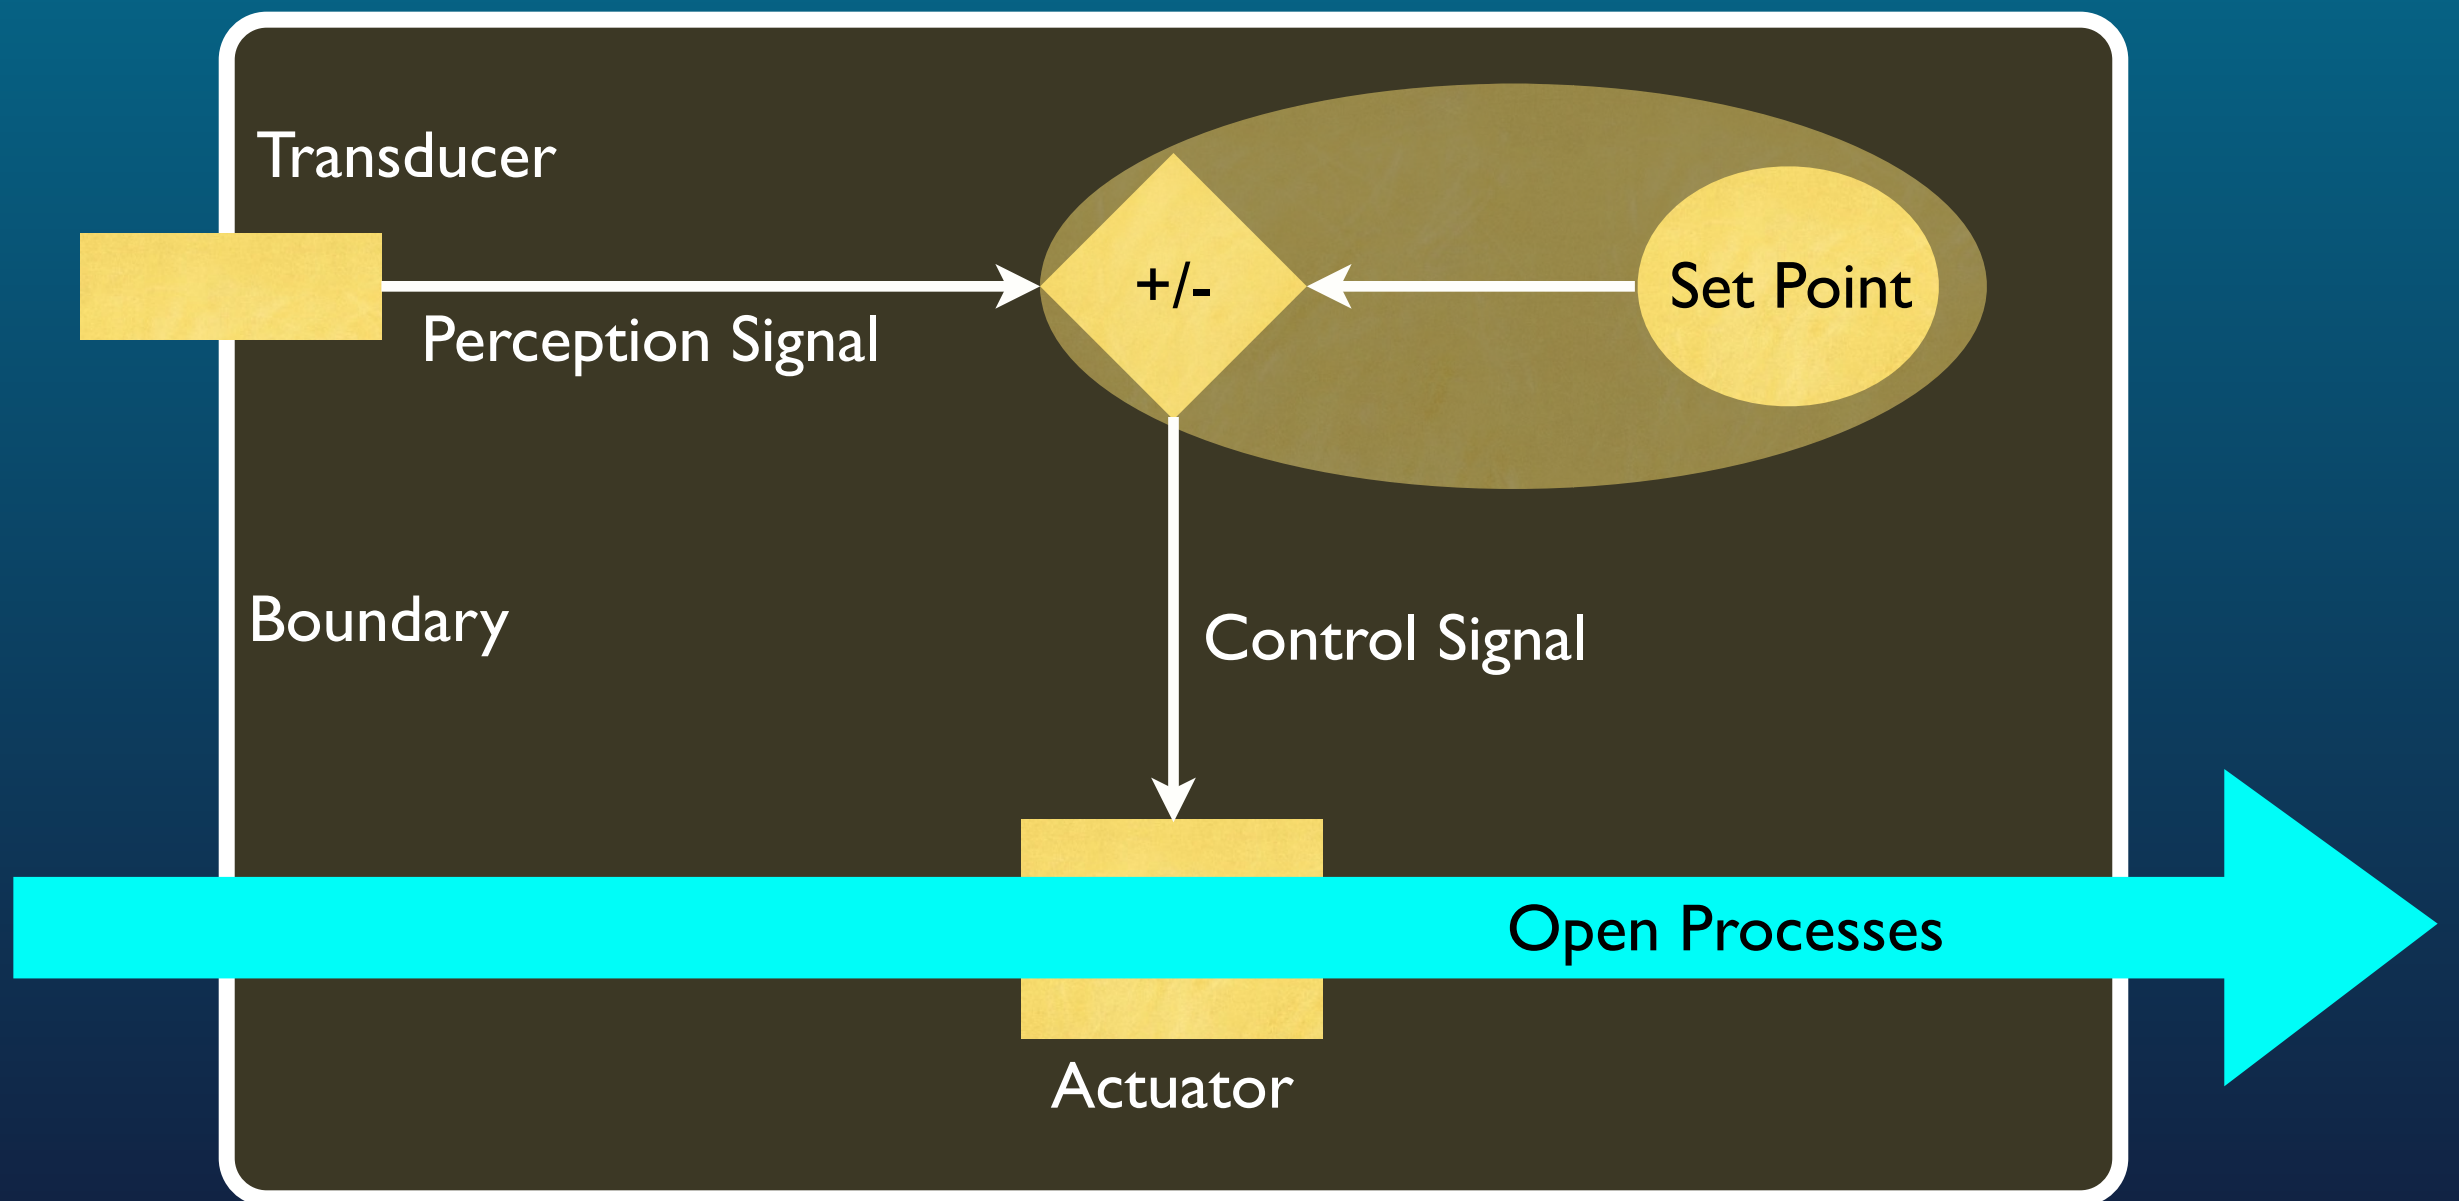 Transducer
+/-
Set Point
Perception Signal
Boundary
Control Signal
Open Processes
Actuator